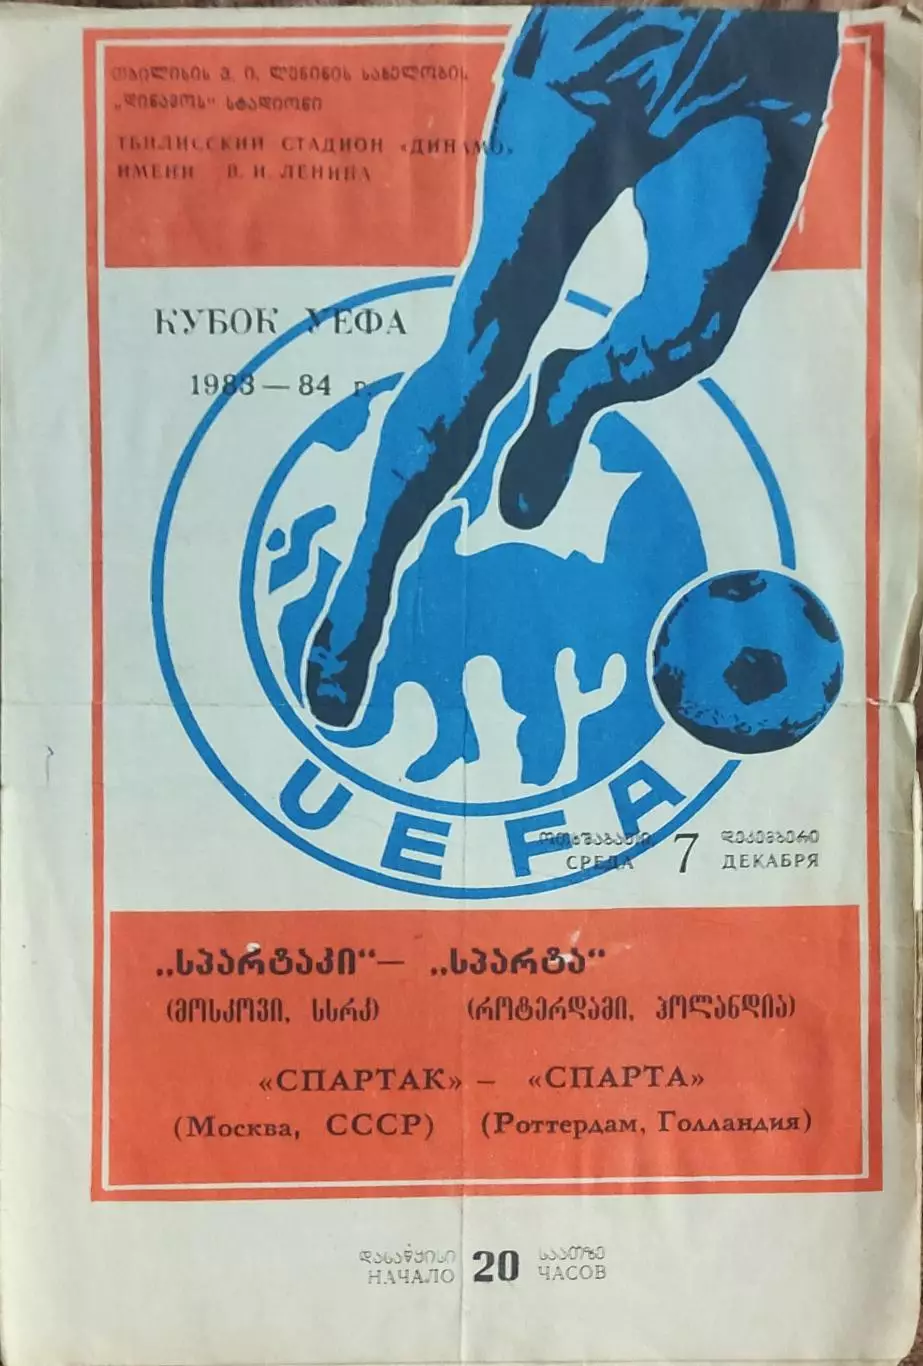 თბილისის ვ. ი. ლენინის სახელობის
„დინამოს“ სტადიონი
ТБИЛИССКИЙ СТАДИОН «ДИНАМО»
ИМЕНИ В. И. ЛЕНИНА
КУБОК УЕФА
1983—84 г.
UEFA
ოთხშაბათი 7 დეკემბერი
СРЕДА ДЕКАБРЯ
„სპარტაკი“— „სპარტა“
(მოსკოვი, სსრკ) (როტერდამი, ჰოლანდია)
«СПАРТАК» – «СПАРТА»
(Москва, СССР) (Роттердам, Голландия)
დასაწყისი 20 საათზე
НАЧАЛО ЧАСОВ